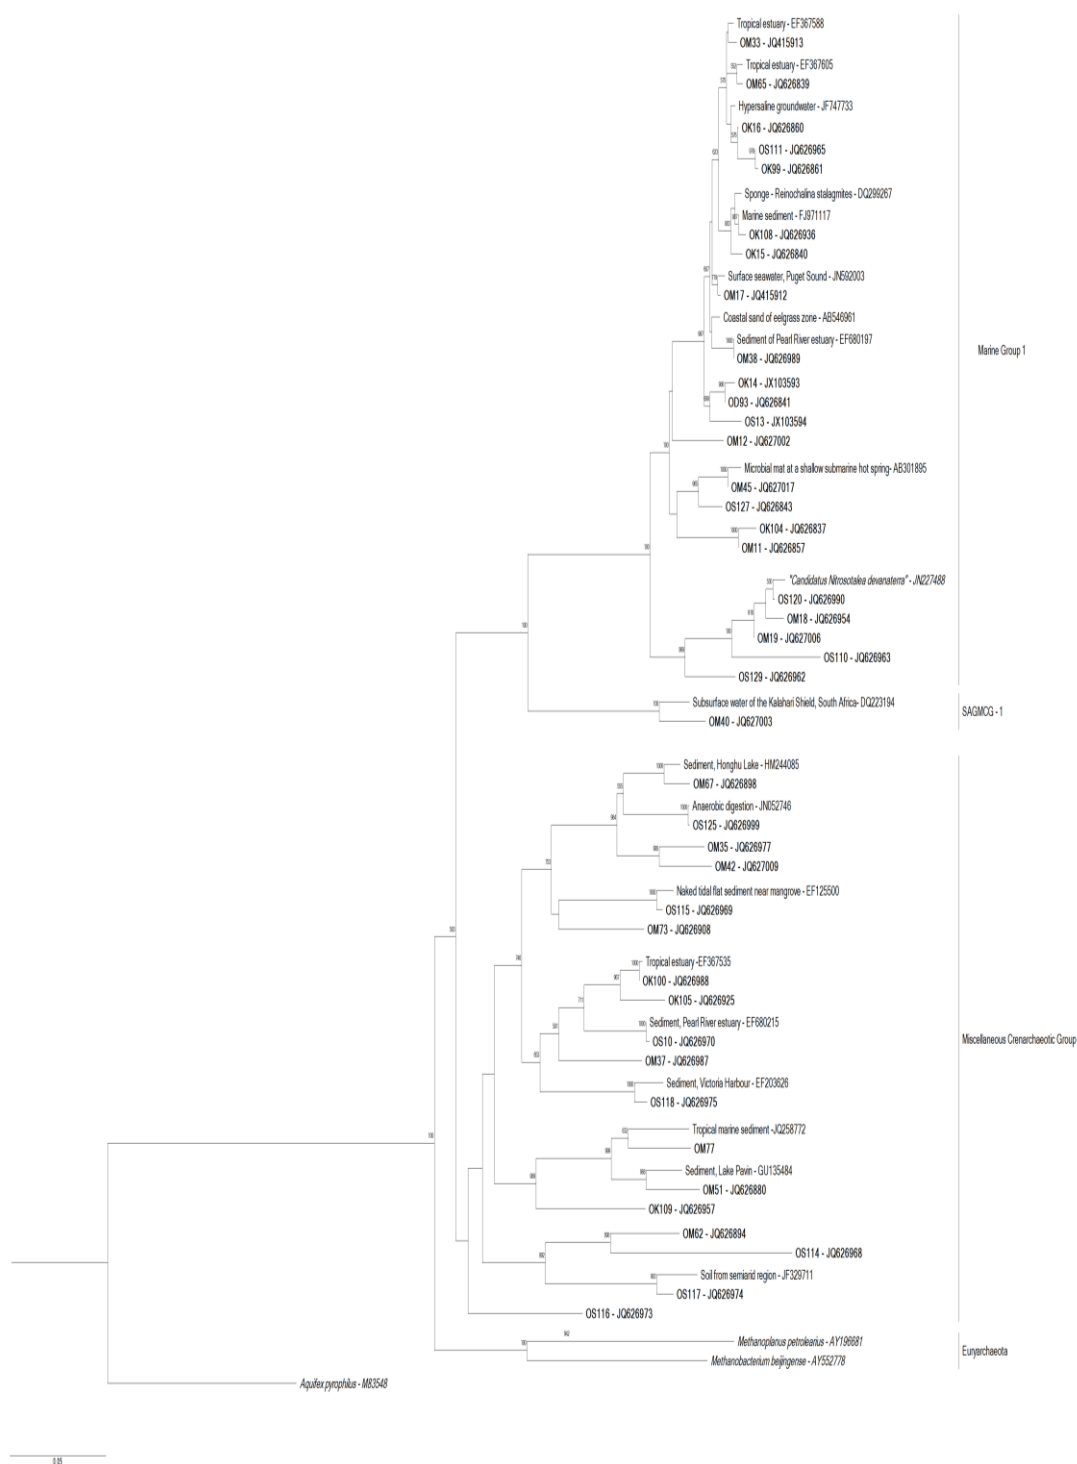 Tropical estuary - EF367588
OM33 - JQ415913
Tropical estuary - EF367605
OM65 - JQ626839
Hypersaline groundwater - JF747733
OK16 - JQ626860
OS111 - JQ626965
OK99 - JQ626861
Sponge - Reinochalina stalagmites - DQ299267
Marine sediment - FJ971117
OK108 - JQ626936
OK15 - JQ626840
Surface seawater, Puget Sound - JN592003
OM17 - JQ415912
Coastal sand of eelgrass zone - AB546961
Sediment of Pearl River estuary - EF680197
OM38 - JQ626989
Marine Group 1
OK14 - JX103593
OD93 - JQ626841
OS13 - JX103594
OM12 - JQ627002
Microbial mat at a shallow submarine hot spring- AB301895
OM45 - JQ627017
OS127 - JQ626843
OK104 - JQ626837
OM11 - JQ626857
"Candidatus Nitrosotalea devanaterra" - JN227488
OS120 - JQ626990
OM18 - JQ626954
OM19 - JQ627006
OS110 - JQ626963
OS129 - JQ626962
Subsurface water of the Kalahari Shield, South Africa- DQ223194
SAGMCG - 1
OM40 - JQ627003
Sediment, Honghu Lake - HM244085
OM67 - JQ626898
Anaerobic digestion - JN052746
OS125 - JQ626999
OM35 - JQ626977
OM42 - JQ627009
Naked tidal flat sediment near mangrove - EF125500
OS115 - JQ626969
OM73 - JQ626908
Tropical estuary -EF367535
OK100 - JQ626988
OK105 - JQ626925
Sediment, Pearl River estuary - EF680215
OS10 - JQ626970
Miscellaneous Crenarchaeotic Group
OM37 - JQ626987
Sediment, Victoria Harbour - EF203626
OS118 - JQ626975
Tropical marine sediment -JQ258772
OM77
Sediment, Lake Pavin - GU135484
OM51 - JQ626880
OK109 - JQ626957
OM62 - JQ626894
OS114 - JQ626968
Soil from semiarid region - JF329711
OS117 - JQ626974
OS116 - JQ626973
Methanoplanus petrolearius - AY196681
Euryarchaeota
Methanobacterium beijingense - AY552778
Aquifex pyrophilus - M83548
0.05